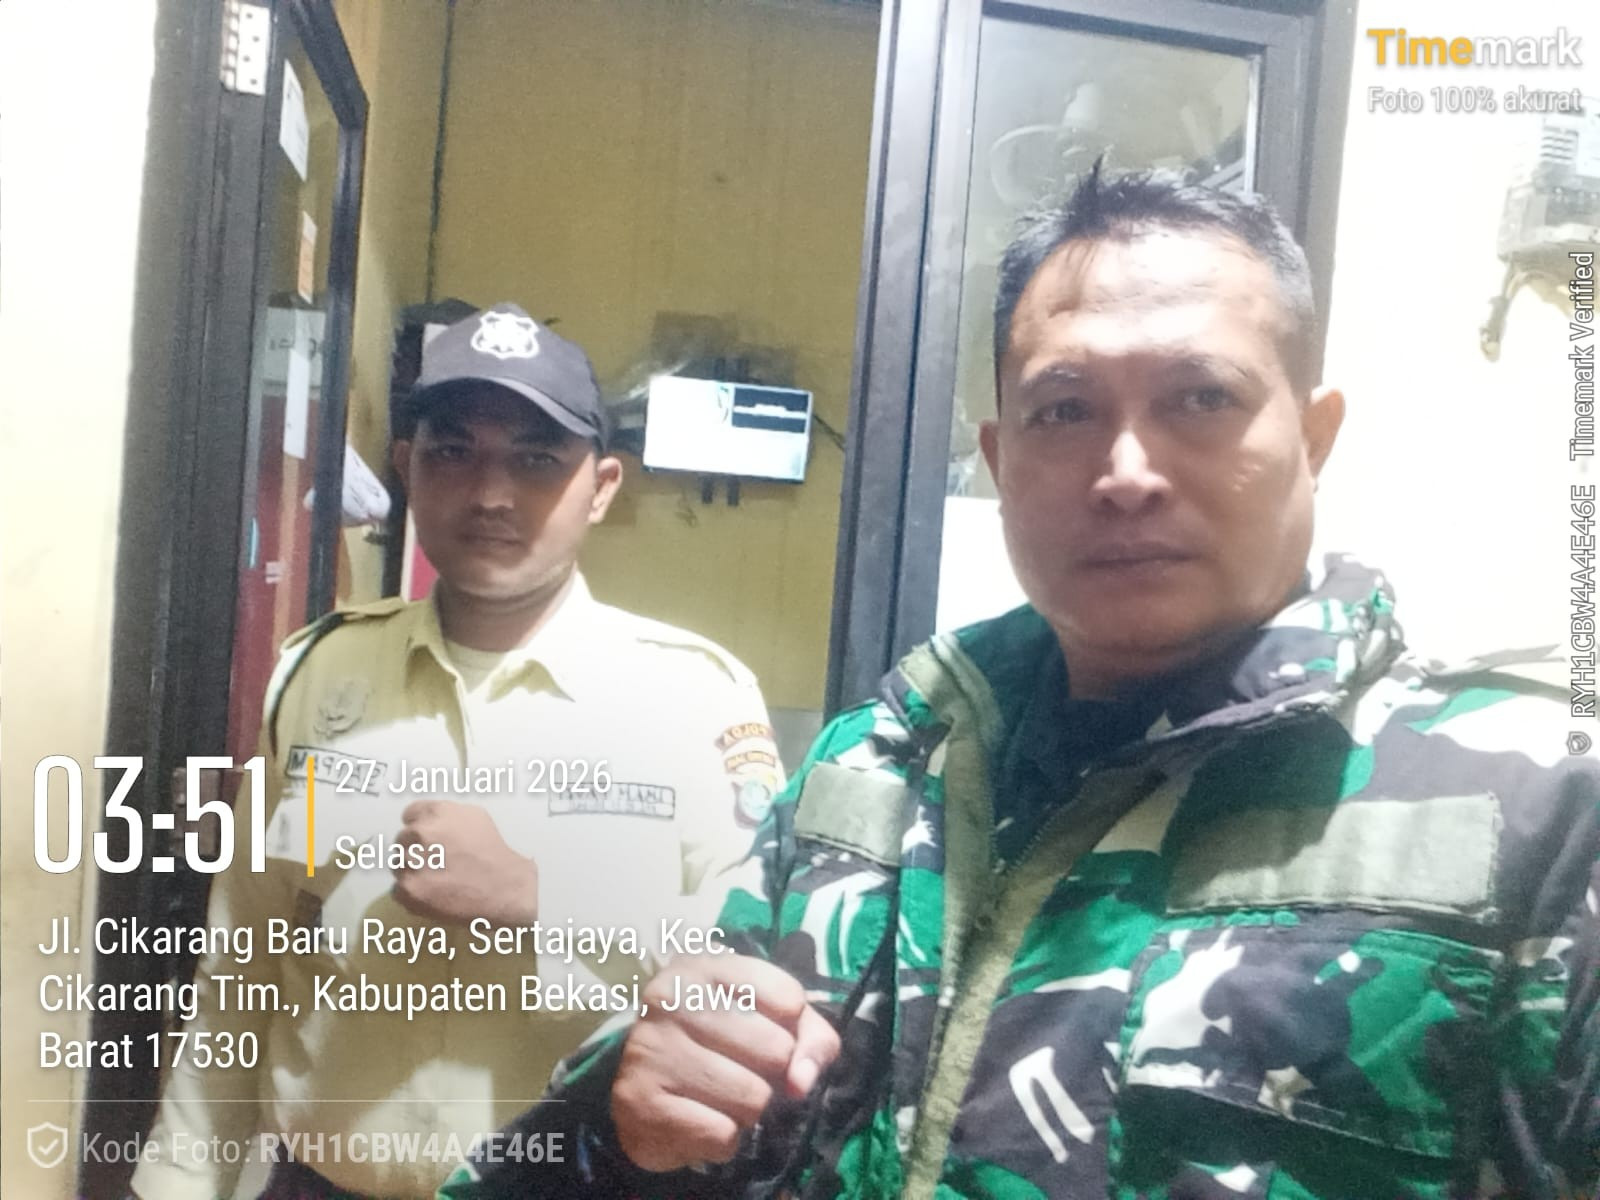 Timemark
Foto 100% akurat
03:51
27 Januari 2026
Selasa
Jl. Cikarang Baru Raya, Sertajaya, Kec.
Cikarang Tim., Kabupaten Bekasi, Jawa
Barat 17530
Kode Foto: RYH1CBW4A4E46E
RYH1CBW4A4E46E Timemark Verified